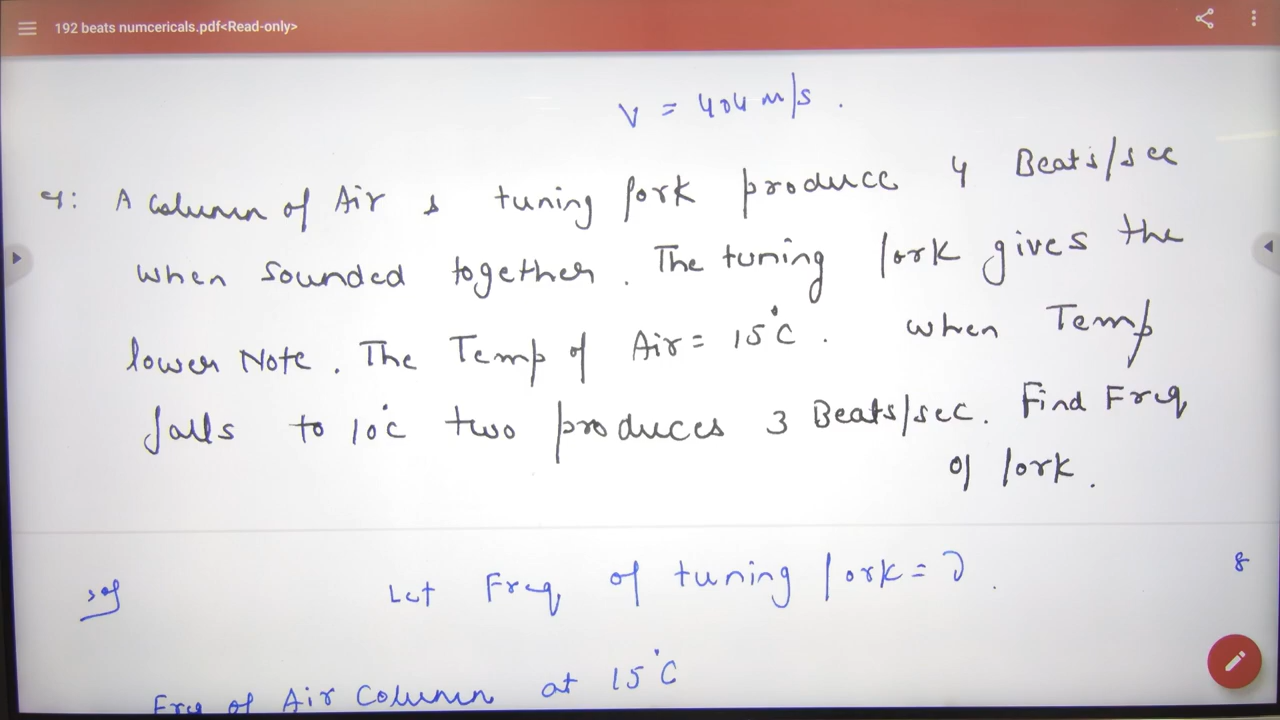 192 beats numcericals.pdf<Read-only>
V = 404 m/s .
A column of Air & tuning fork produce 4 Beats/sec
when sounded together. The tuning fork gives the
lower Note. The Temp of Air = 15°C. when Temp
falls to 10°C two produces 3 Beats/sec. Find Freq
of fork.
Let Freq of tuning fork = ν.
8
Freq of Air Column at 15°C